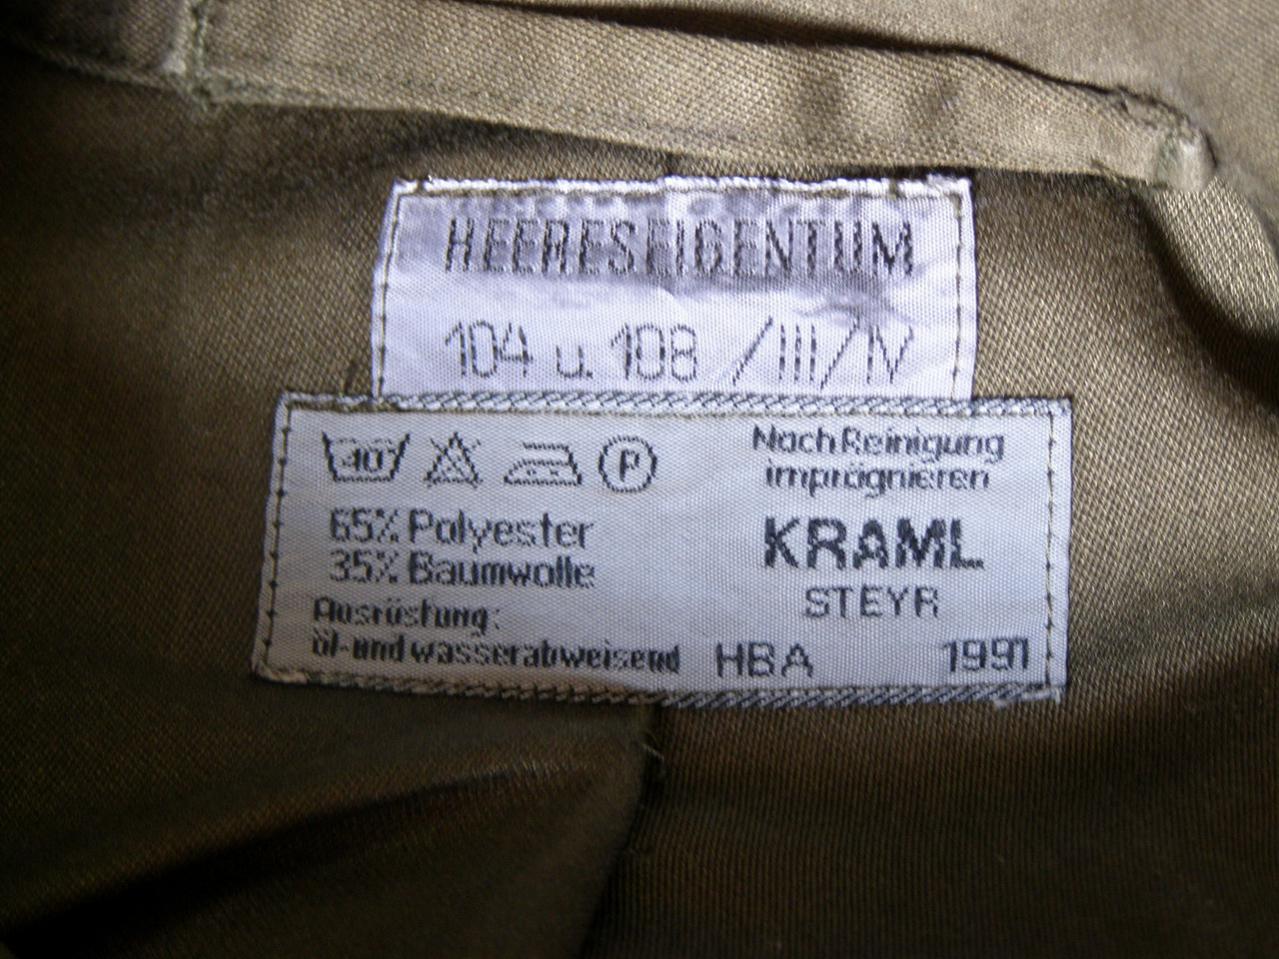 HEERESEIGENTUM
104 u. 108 /III/IV
40 P
65% Polyester
35% Baumwolle
Ausrüstung:
öl-und wasserabweisend
Nach Reinigung
imprägnieren
KRAML
STEYR
HBA 1991